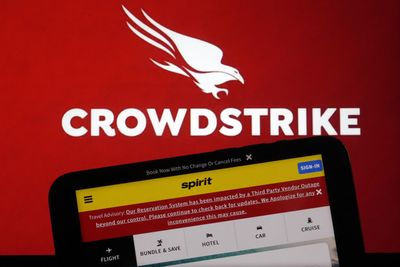 CROWDSTRIKE
Book Now With No Change Or Cancel Fees ×
spirit
SIGN-IN
Travel Advisory: Our Reservation System has been impacted by a Third Party Vendor Outage
beyond our control. Please continue to check back for updates. We Apologize for any ×
inconvenience this may cause.
FLIGHT
BUNDLE & SAVE
HOTEL
CAR
CRUISE